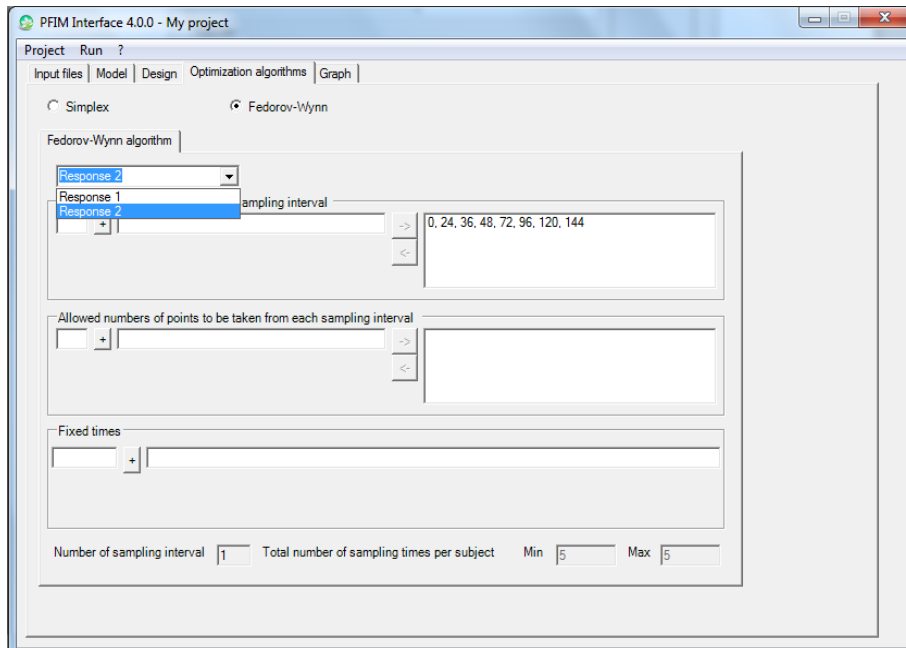 PFIM Interface 4.0.0 - My project
Project Run ?
Input files Model Design Optimization algorithms Graph
Simplex Fedorov-Wynn
Fedorov-Wynn algorithm
Response 2
Response 1
Response 2
ampling interval
+ -> 0, 24, 36, 48, 72, 96, 120, 144
<-
Allowed numbers of points to be taken from each sampling interval
+ ->
<-
Fixed times
+
Number of sampling interval 1 Total number of sampling times per subject Min 5 Max 5